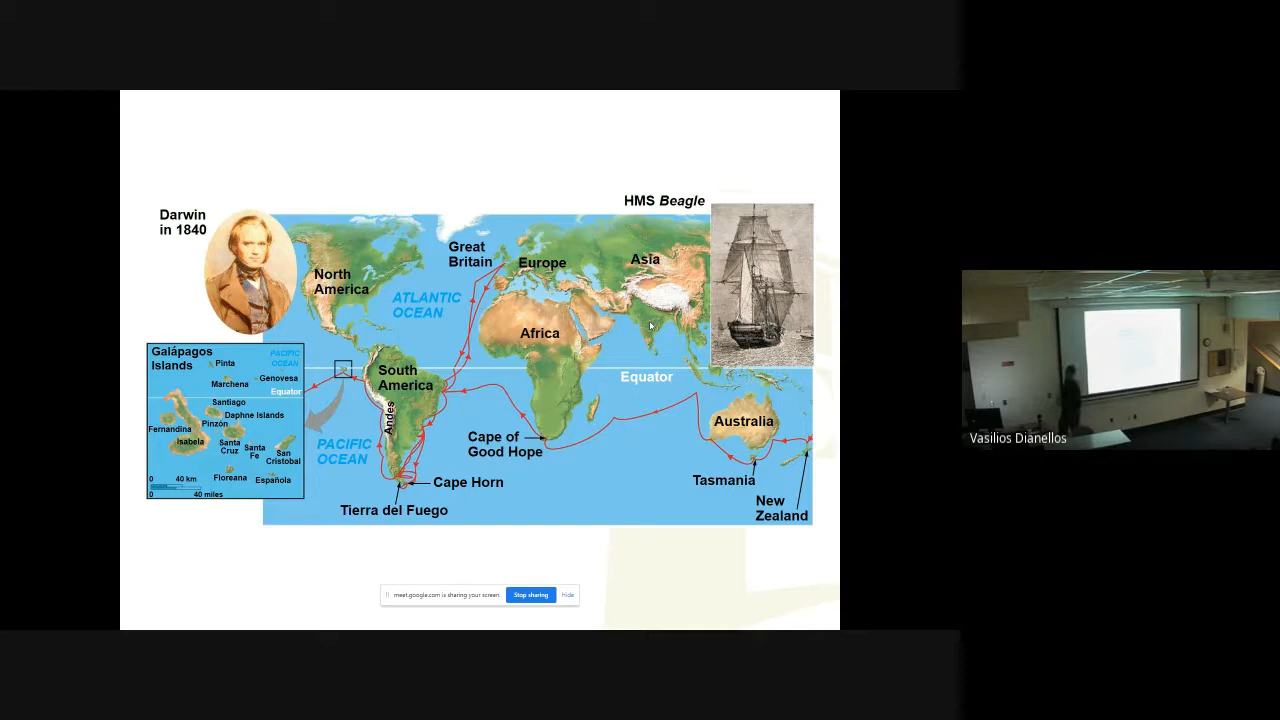 HMS Beagle
Darwin
in 1840
Great
Britain
Europe
Asia
North
America
ATLANTIC
OCEAN
Africa
Galápagos
Islands
PACIFIC
OCEAN
Pinta
Genovesa
Marchena
Equator
Santiago
Daphne Islands
Pinzón
Fernandina
Isabela
Santa
Cruz
Santa
Fe
San
Cristobal
Floreana
Española
0 40 km
0 40 miles
South
America
Equator
Andes
PACIFIC
OCEAN
Australia
Cape of
Good Hope
Cape Horn
Tasmania
Tierra del Fuego
New
Zealand
Vasilios Dianellos
meet.google.com is sharing your screen.
Stop sharing
Hide